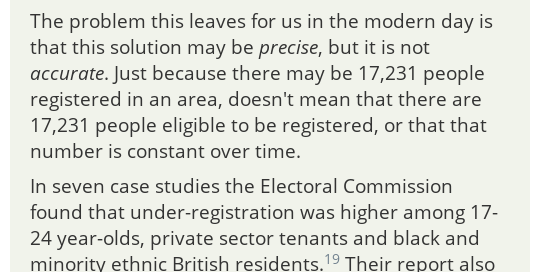 The problem this leaves for us in the modern day is
that this solution may be precise, but it is not
accurate. Just because there may be 17,231 people
registered in an area, doesn't mean that there are
17,231 people eligible to be registered, or that that
number is constant over time.
In seven case studies the Electoral Commission
found that under-registration was higher among 17-
24 year-olds, private sector tenants and black and
minority ethnic British residents.19 Their report also